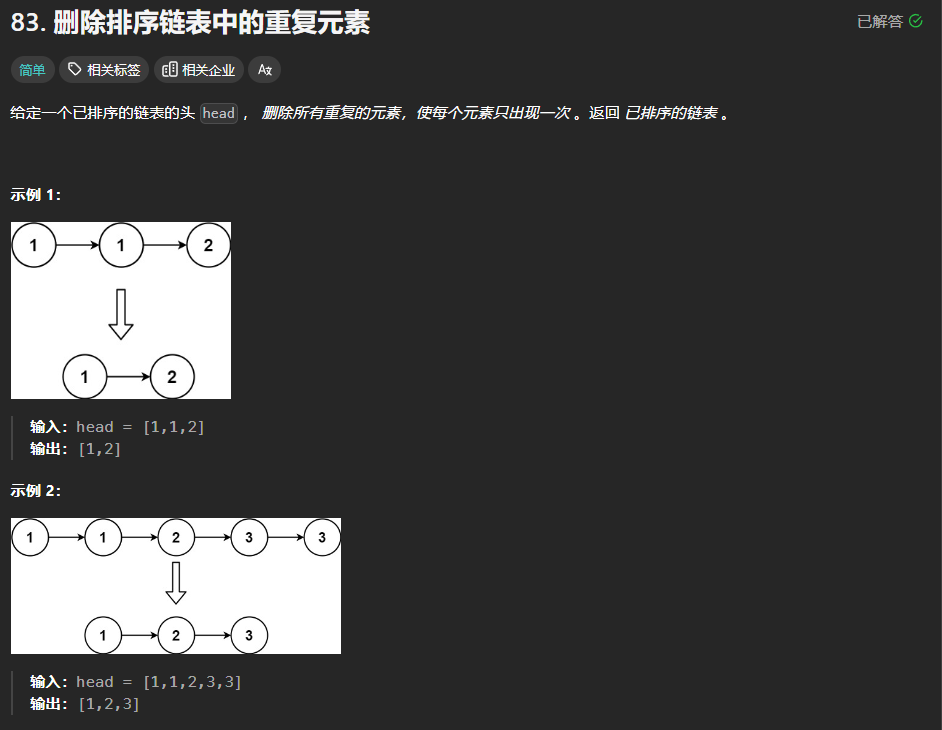 83. 删除排序链表中的重复元素
已解答
简单 相关标签 相关企业 Aあ
给定一个已排序的链表的头 head ， 删除所有重复的元素，使每个元素只出现一次 。返回 已排序的链表 。
示例 1：
1 1 2
1 2
输入：head = [1,1,2]
输出：[1,2]
示例 2：
1 1 2 3 3
1 2 3
输入：head = [1,1,2,3,3]
输出：[1,2,3]